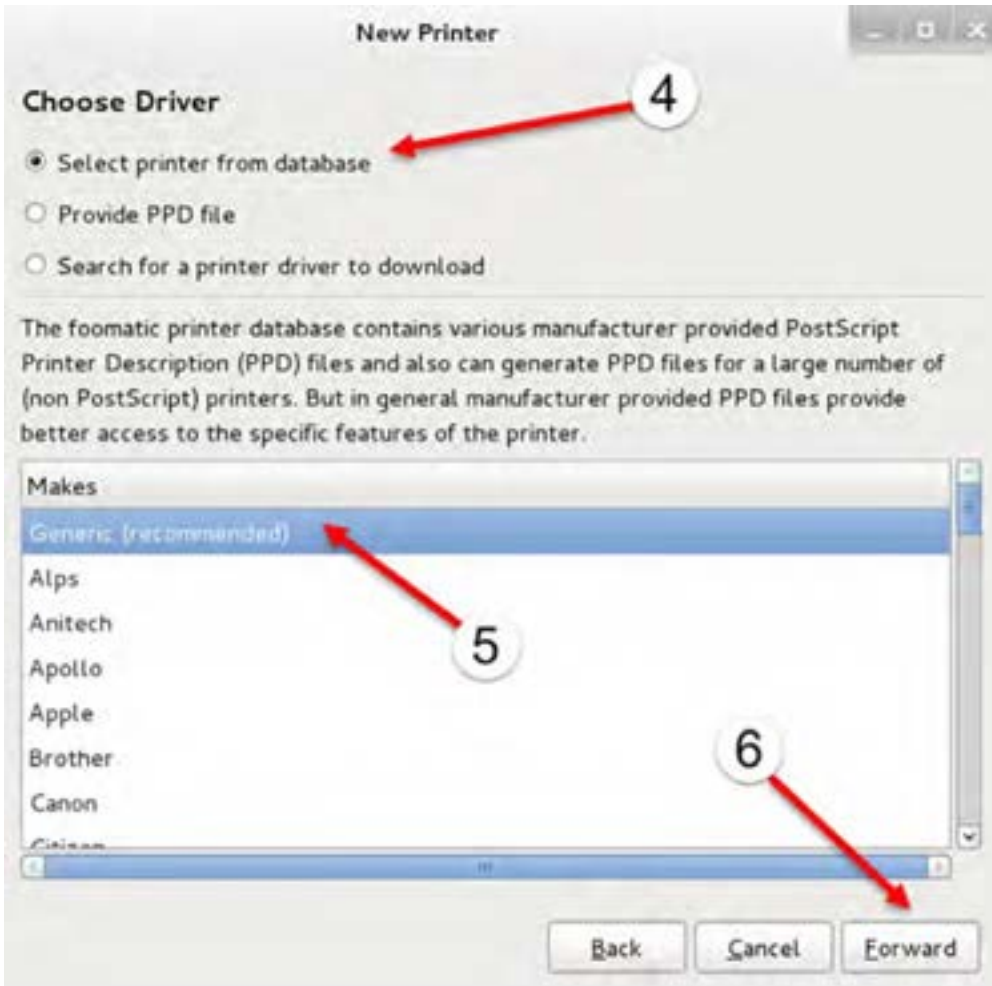 New Printer
4
Choose Driver
Select printer from database
Provide PPD file
Search for a printer driver to download
The foomatic printer database contains various manufacturer provided PostScript
Printer Description (PPD) files and also can generate PPD files for a large number of
(non PostScript) printers. But in general manufacturer provided PPD files provide
better access to the specific features of the printer.
Makes
Generic (recommended)
Alps
Anitech
5
Apollo
Apple
Brother
6
Canon
Citizen
Back
Cancel
Forward